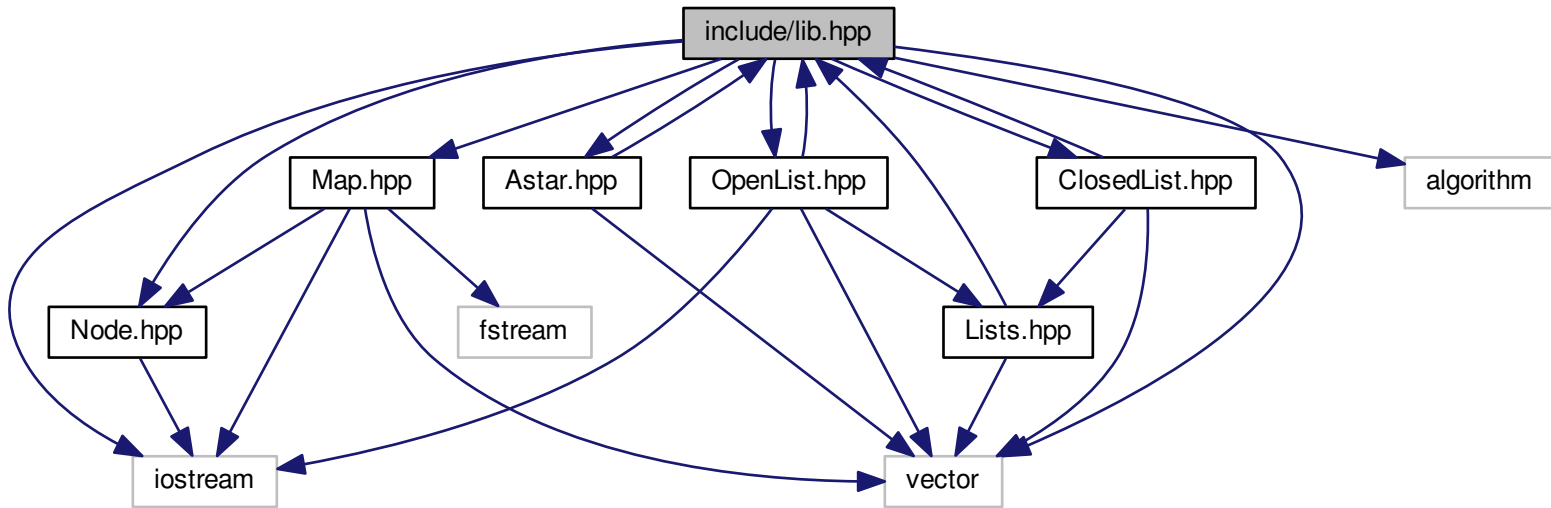 include/lib.hpp
Map.hpp
Astar.hpp
OpenList.hpp
ClosedList.hpp
algorithm
Node.hpp
fstream
Lists.hpp
iostream
vector